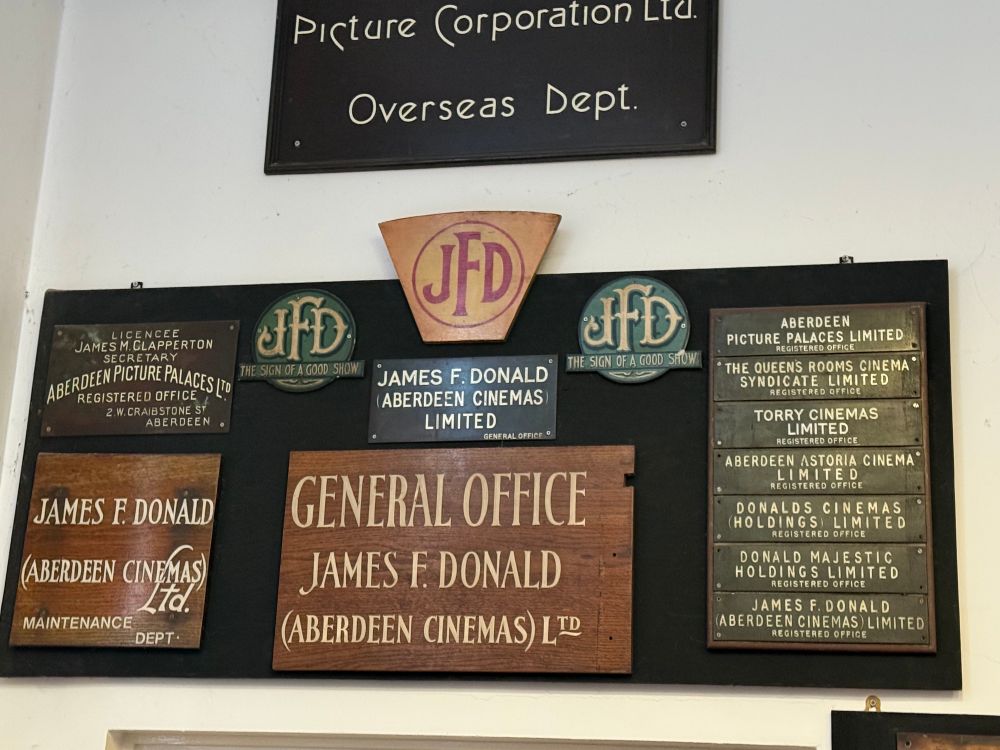 Picture Corporation Ltd.
Overseas Dept.
JFD
JFD
THE SIGN OF A GOOD SHOW
JFD
THE SIGN OF A GOOD SHOW
LICENCEE
JAMES M. CLAPPERTON
SECRETARY
ABERDEEN PICTURE PALACES LTD
REGISTERED OFFICE
2.W. CRAIBSTONE ST
ABERDEEN
JAMES F. DONALD
(ABERDEEN CINEMAS)
LIMITED
GENERAL OFFICE
JAMES F. DONALD
(ABERDEEN CINEMAS)
Ltd.
MAINTENANCE
DEPT.
GENERAL OFFICE
JAMES F. DONALD
(ABERDEEN CINEMAS) LTD
ABERDEEN
PICTURE PALACES LIMITED
REGISTERED OFFICE
THE QUEENS ROOMS CINEMA
SYNDICATE LIMITED
REGISTERED OFFICE
TORRY CINEMAS
LIMITED
REGISTERED OFFICE
ABERDEEN ASTORIA CINEMA
LIMITED
REGISTERED OFFICE
DONALDS CINEMAS
(HOLDINGS) LIMITED
REGISTERED OFFICE
DONALD MAJESTIC
HOLDINGS LIMITED
REGISTERED OFFICE
JAMES F. DONALD
(ABERDEEN CINEMAS) LIMITED
REGISTERED OFFICE